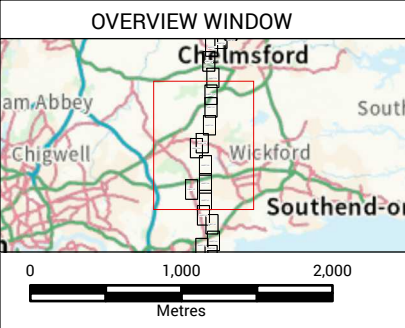 OVERVIEW WINDOW
Chelmsford
am Abbey
South
Chigwell
Wickford
Southend-on
n
0 1,000 2,000
Metres